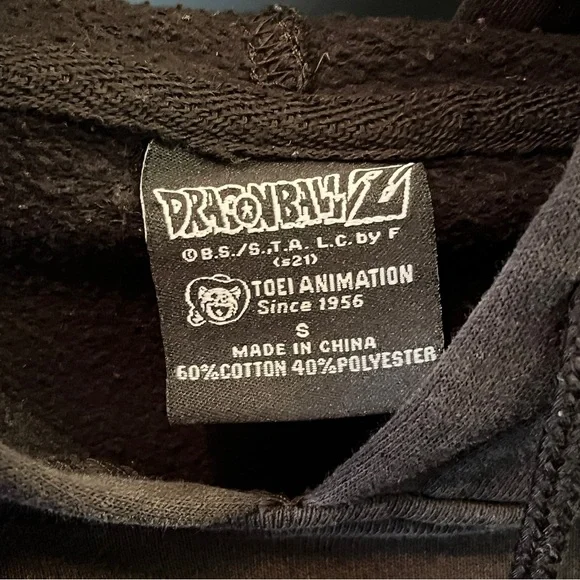 DRAGONBALL Z
©B.S./S.,T.A. L.C. by F
(s21)
TOEI ANIMATION
Since 1956
S
MADE IN CHINA
60%COTTON 40%POLYESTER